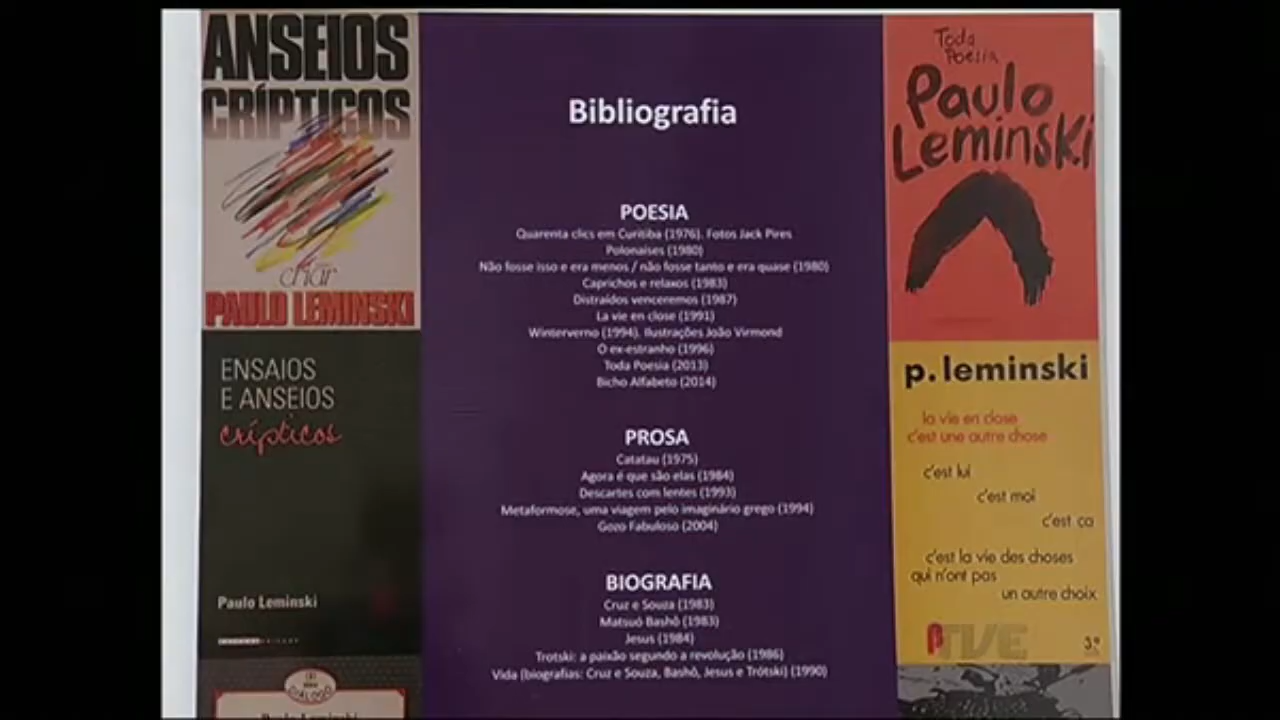 ANSEIOS
CRÍPTICOS
criar
PAULO LEMINSKI
ENSAIOS
E ANSEIOS
crípticos
Paulo Leminski
DIÁLOGO
Paulo Leminski
Bibliografia
POESIA
Quarenta clics em Curitiba (1976). Fotos Jack Pires
Polonaises (1980)
Não fosse isso e era menos / não fosse tanto e era quase (1980)
Caprichos e relaxos (1983)
Distraídos venceremos (1987)
La vie en close (1991)
Winterverno (1994). Ilustrações João Virmond
O ex-estranho (1996)
Toda Poesia (2013)
Bicho Alfabeto (2014)
PROSA
Catatau (1975)
Agora é que são elas (1984)
Descartes com lentes (1993)
Metaformose, uma viagem pelo imaginário grego (1994)
Gozo Fabuloso (2004)
BIOGRAFIA
Cruz e Souza (1983)
Matsuó Bashô (1983)
Jesus (1984)
Trotski: a paixão segundo a revolução (1986)
Vida (biografias: Cruz e Souza, Bashô, Jesus e Trótski) (1990)
Toda
Poesia
Paulo
Leminski
p.leminski
la vie en close
c'est une autre chose
c'est lui
c'est moi
c'est ça
c'est la vie des choses
qui n'ont pas
un autre choix
TVE
3ª